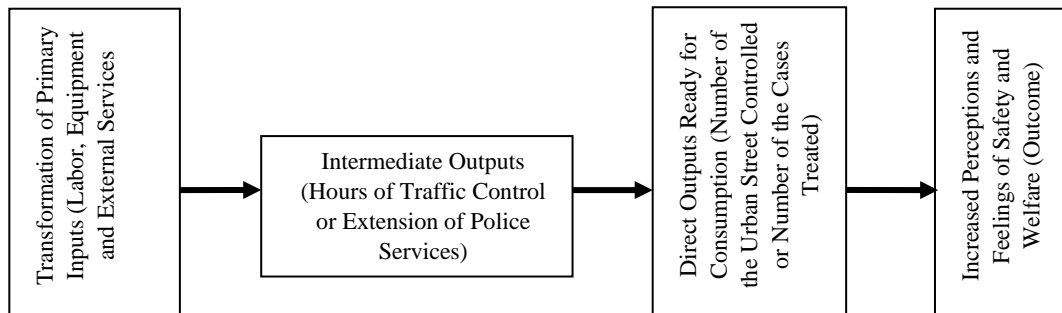 Transformation of Primary
Inputs (Labor, Equipment
and External Services
Intermediate Outputs
(Hours of Traffic Control
or Extension of Police
Services)
Direct Outputs Ready for
Consumption (Number of
the Urban Street Controlled
or Number of the Cases
Treated)
Increased Perceptions and
Feelings of Safety and
Welfare (Outcome)